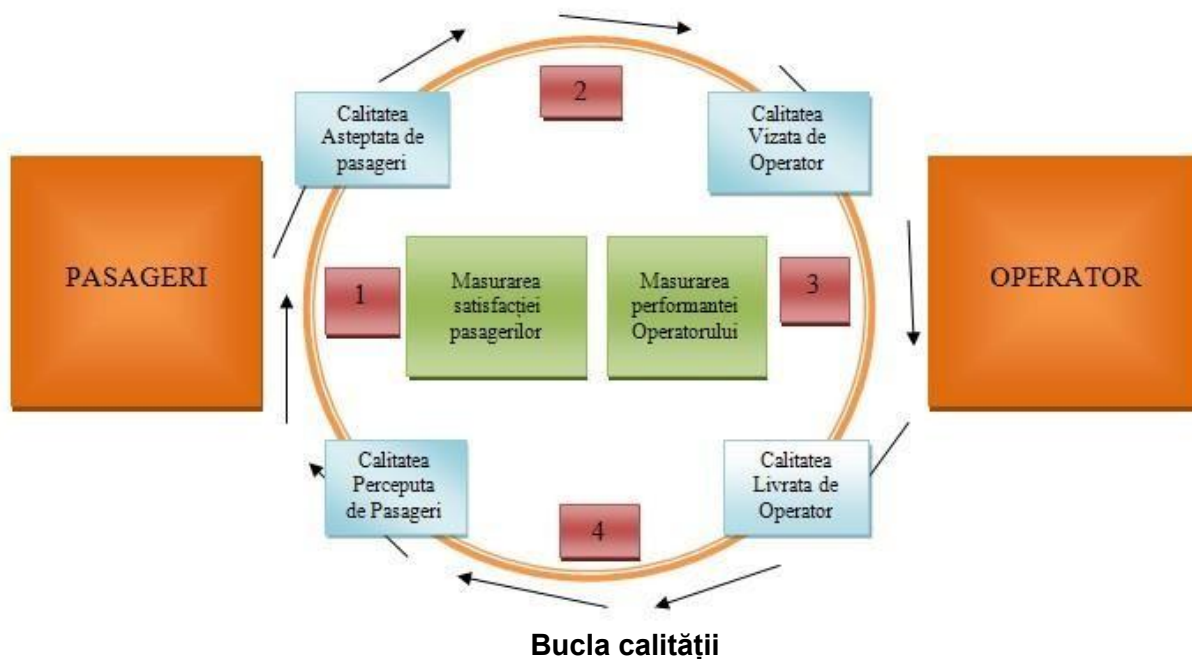 2
Calitatea
Asteptata de
pasageri
Calitatea
Vizata de
Operator
PASAGERI
1
Masurarea
satisfacției
pasagerilor
Masurarea
performantei
Operatorului
3
OPERATOR
Calitatea
Perceputa
de Pasageri
4
Calitatea
Livrata de
Operator
Bucla calității